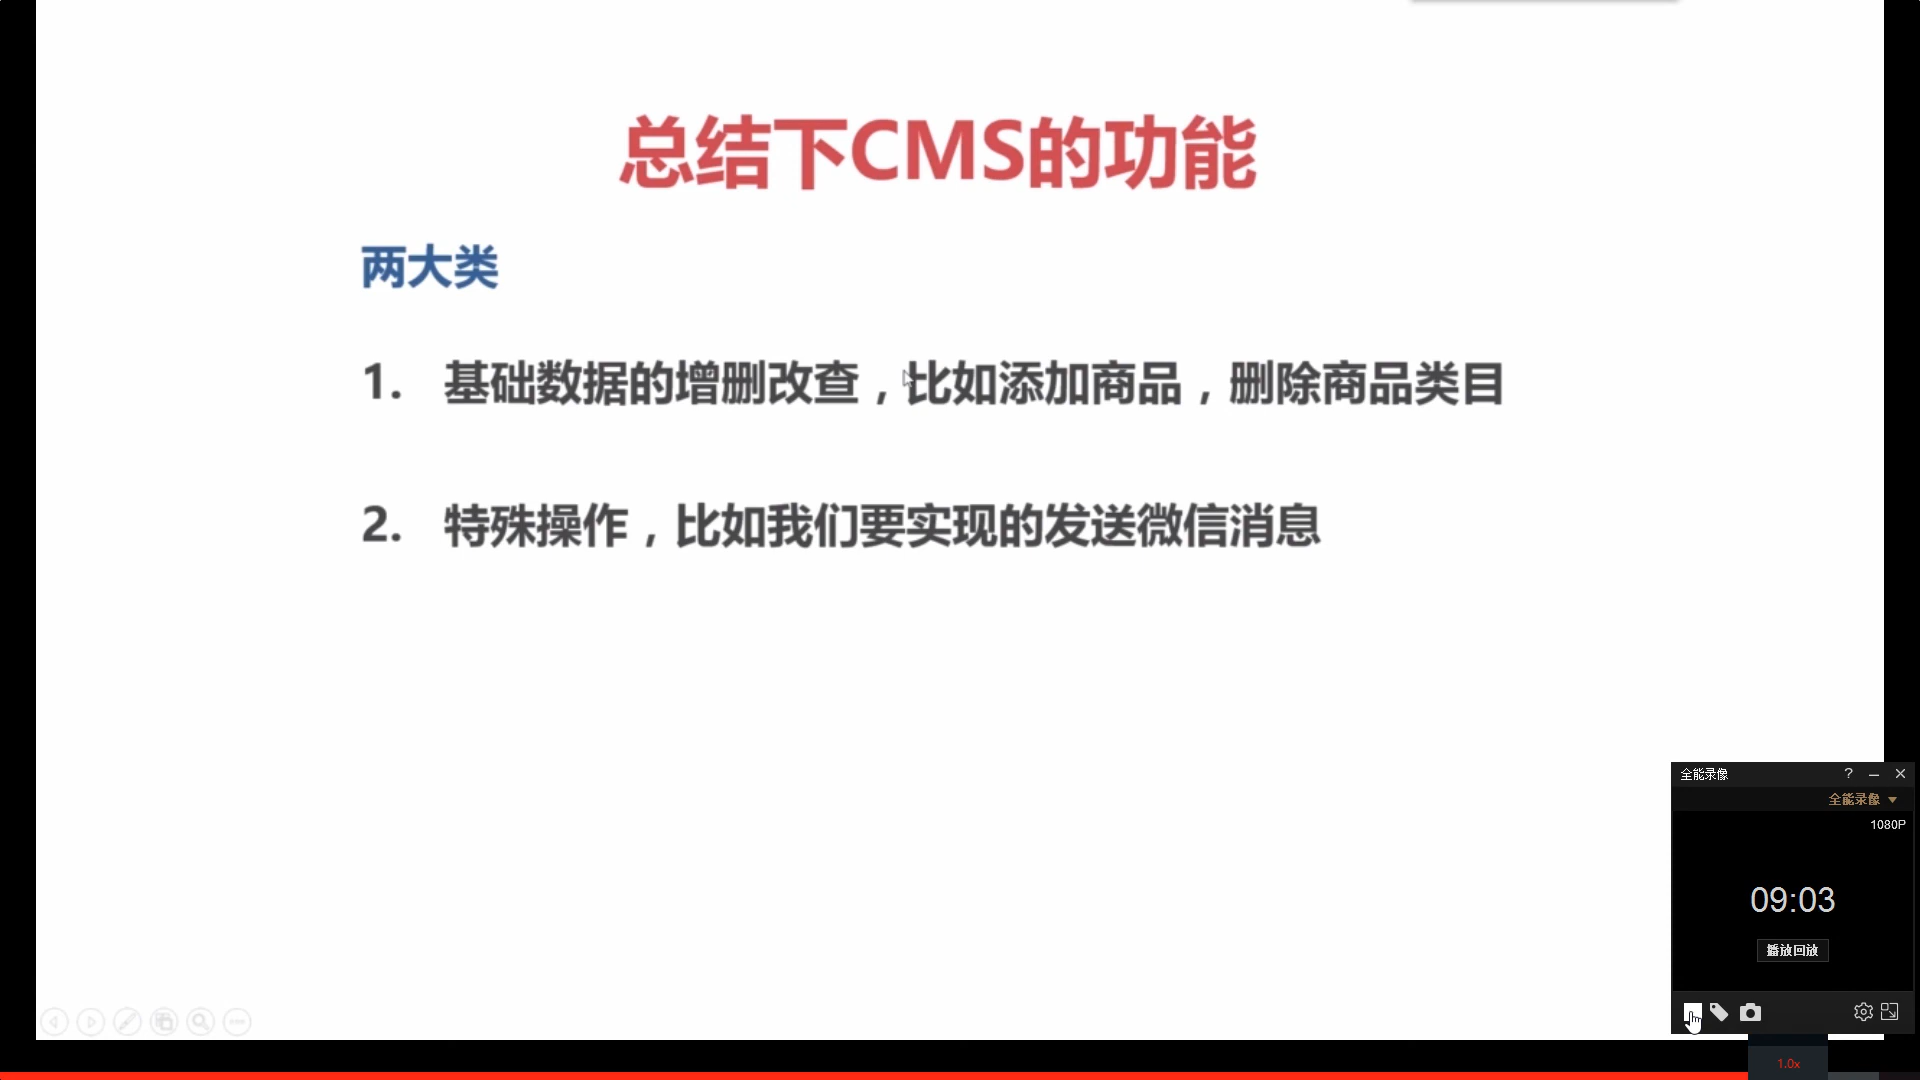 总结下CMS的功能
两大类
1. 基础数据的增删改查，比如添加商品，删除商品类目
2. 特殊操作，比如我们要实现的发送微信消息
全能录像
全能录像
1080P
09:03
播放回放
1.0x